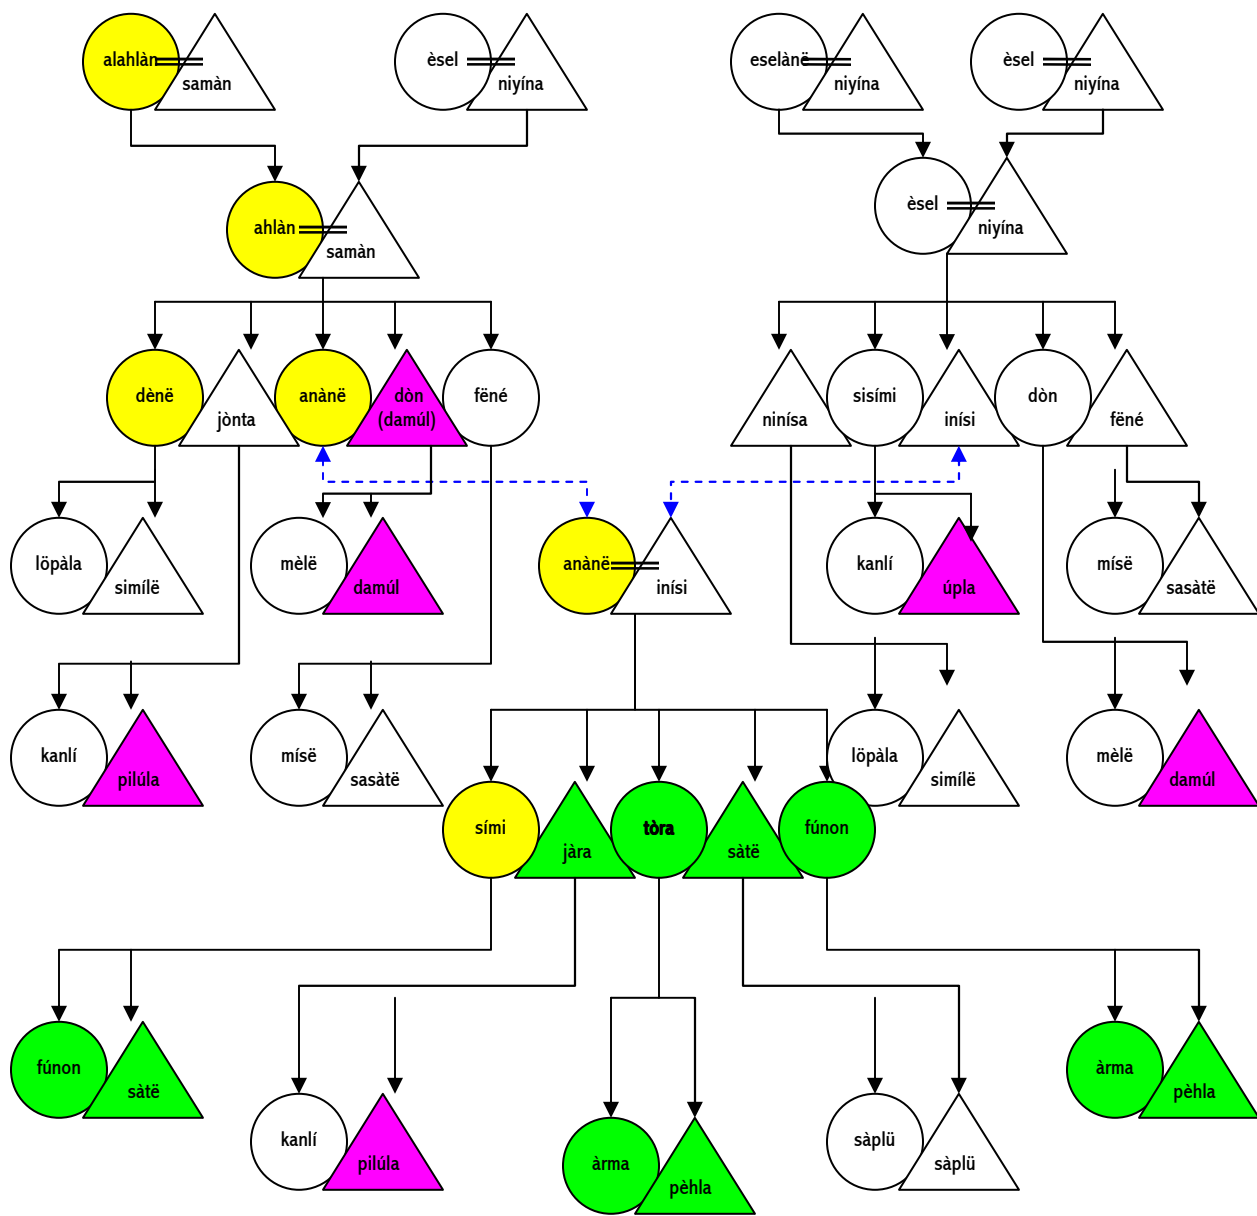 alahlàn
samàn
èsel
niyína
eselànë
niyína
èsel
niyína
ahlàn
samàn
èsel
niyína
dènë
jònta
anànë
dòn
(damúl)
fëné
ninísa
sisími
inísi
dòn
fëné
löpàla
simílë
mèlë
damúl
anànë
inísi
kanlí
úpla
mísë
sasàtë
kanlí
pilúla
mísë
sasàtë
löpàla
simílë
mèlë
damúl
sími
jàra
tòra
sàtë
fúnon
fúnon
sàtë
kanlí
pilúla
àrma
pèhla
sàplü
sàplü
àrma
pèhla